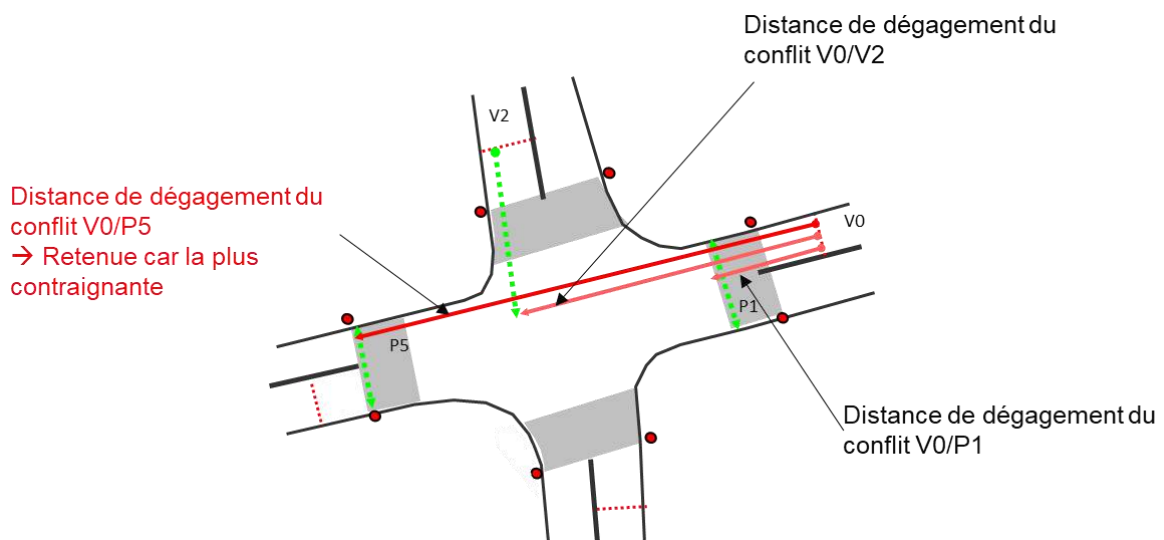 Distance de dégagement du
conflit V0/V2
V2
Distance de dégagement du
conflit V0/P5
→ Retenue car la plus
contraignante
V0
P1
P5
Distance de dégagement du
conflit V0/P1